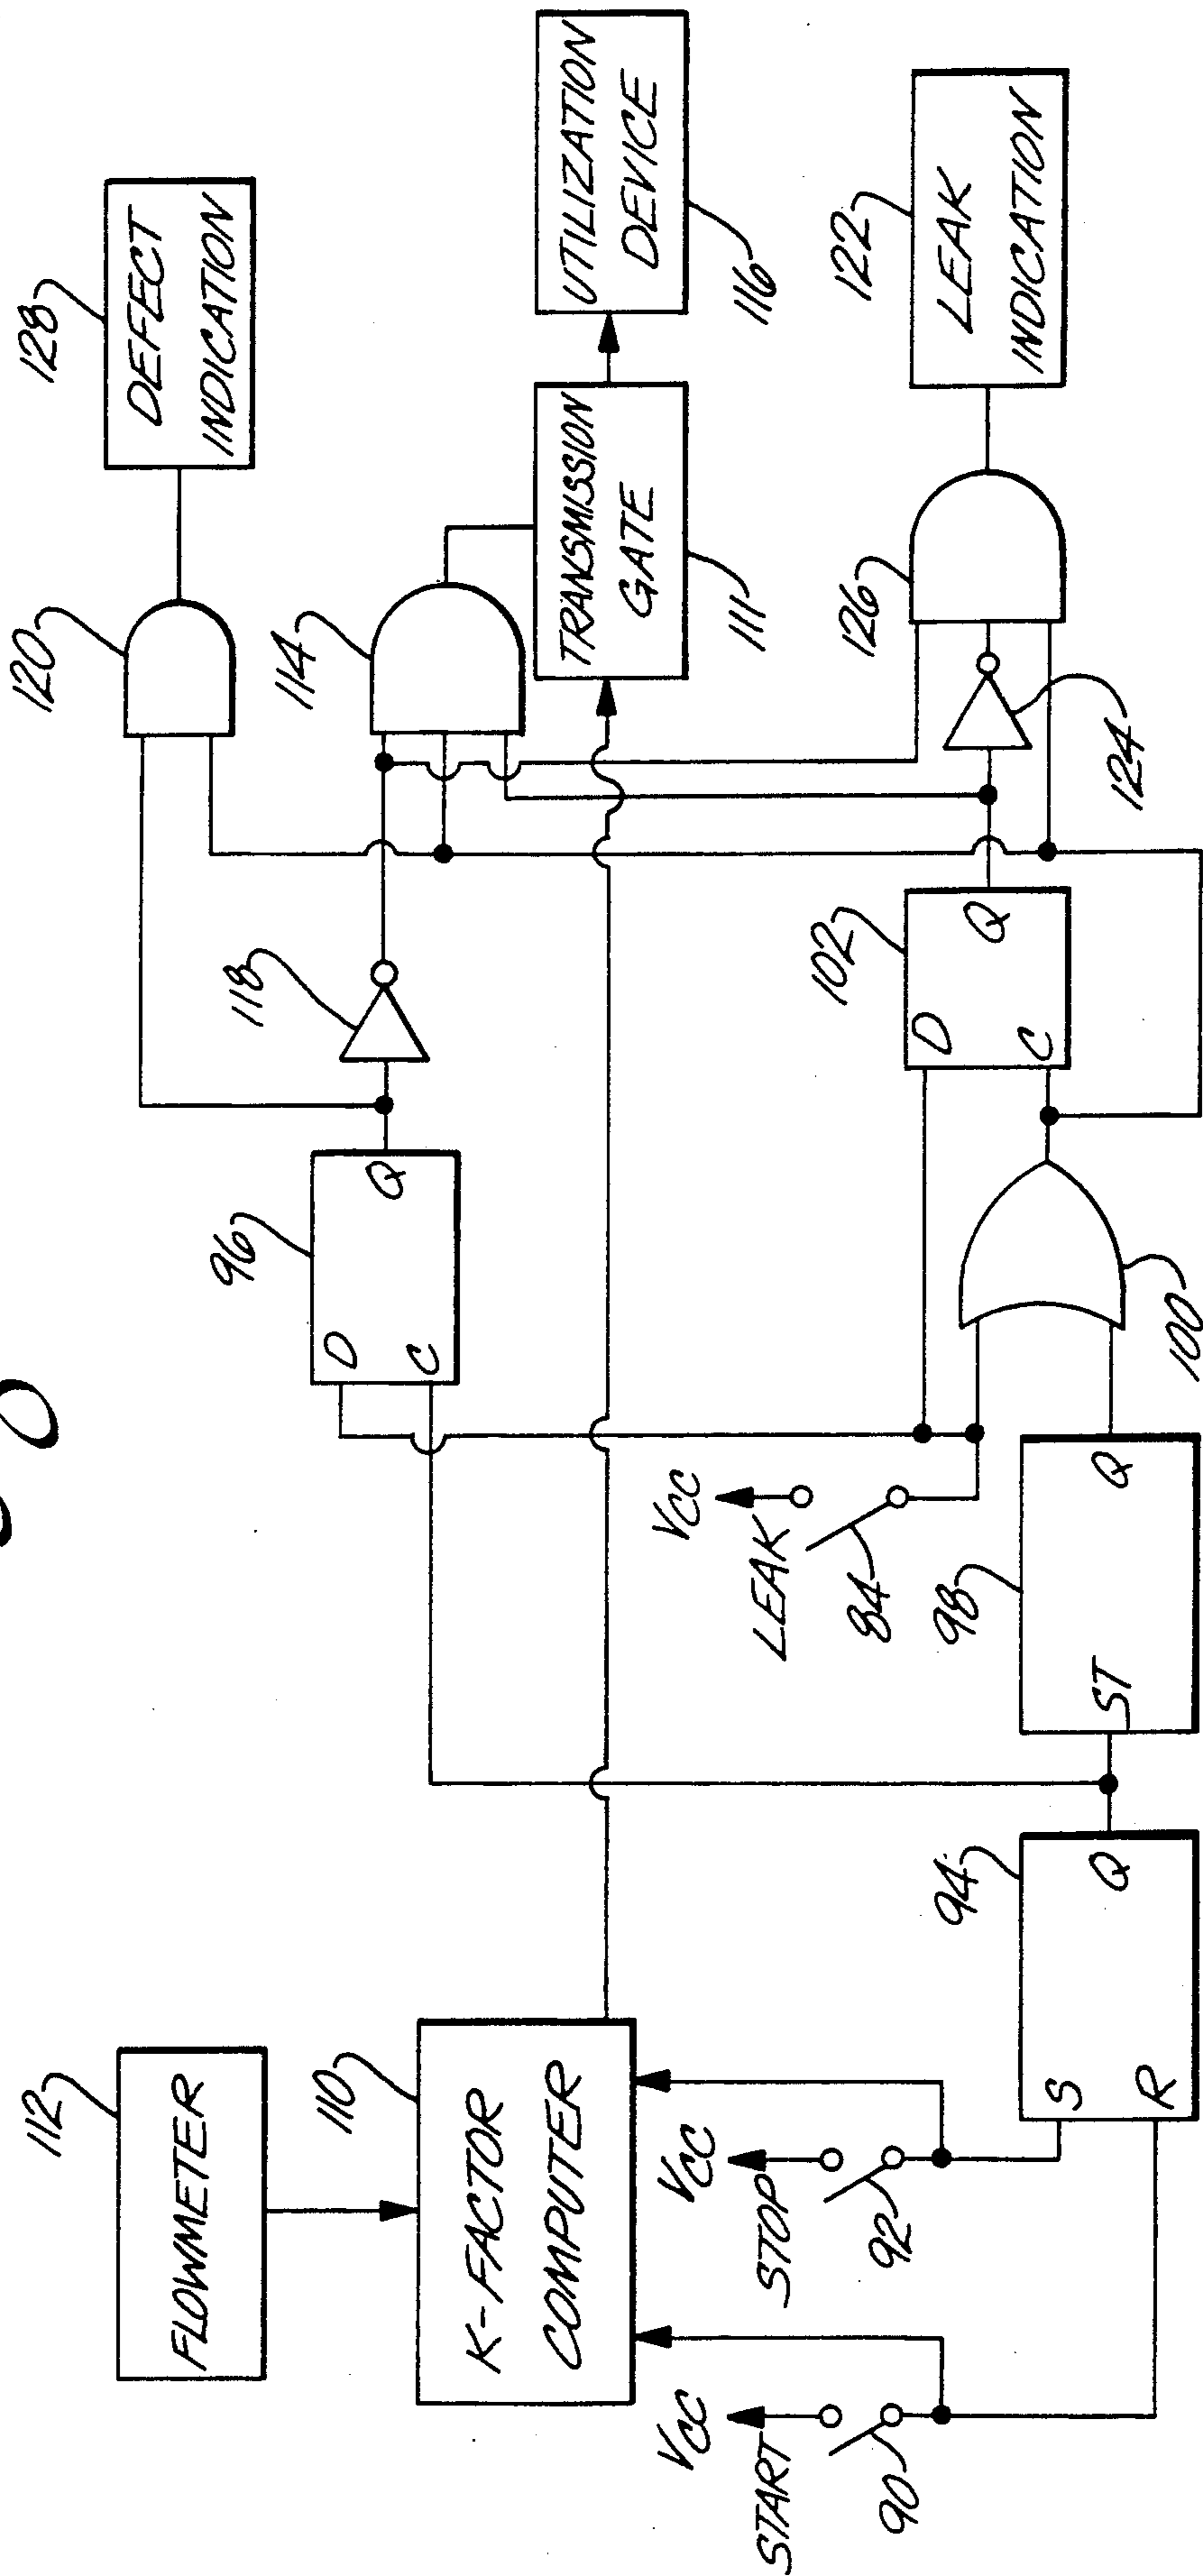 112
FLOWMETER
110
K-FACTOR
COMPUTER
VCC
START
90
VCC
STOP
92
94
S
R
Q
98
ST
Q
VCC
LEAK
84
100
96
D
C
Q
102
D
C
Q
118
120
128
DEFECT
INDICATION
114
TRANSMISSION
GATE
111
UTILIZATION
DEVICE
116
124
126
122
LEAK
INDICATION